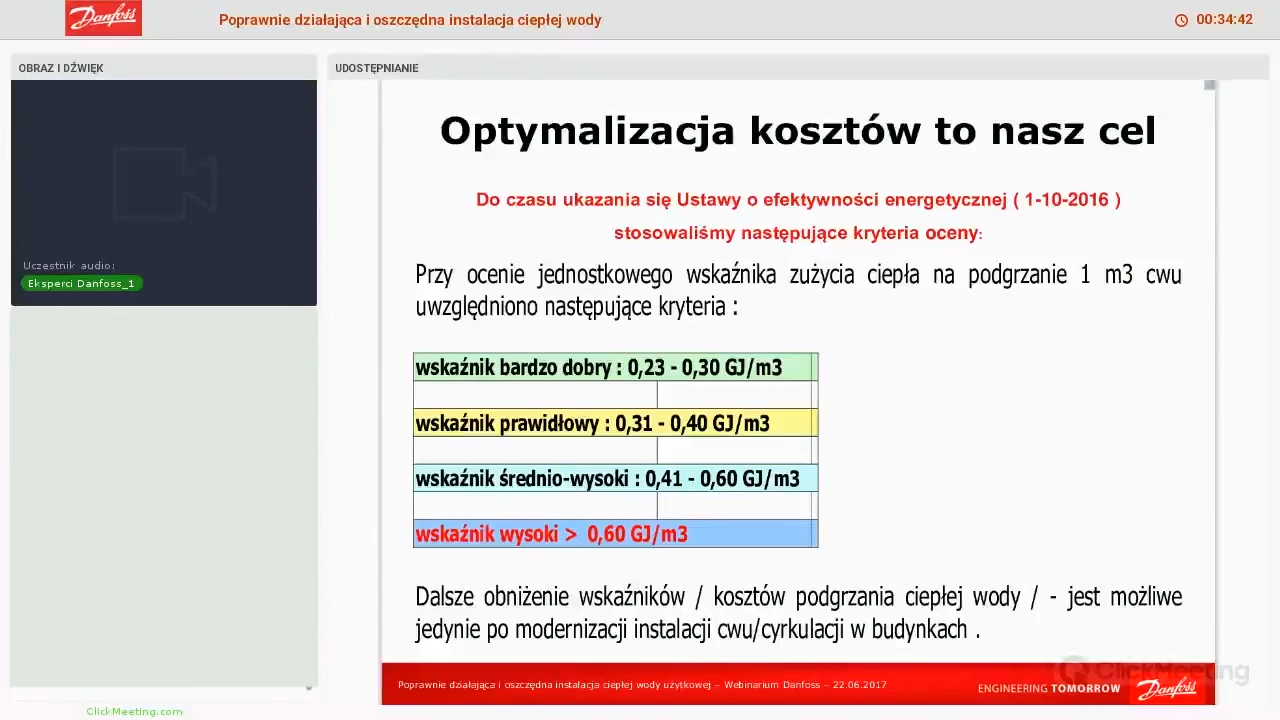 Danfoss
Poprawnie działająca i oszczędna instalacja ciepłej wody
00:34:42
OBRAZ I DŹWIĘK
UDOSTĘPNIANIE
Uczestnik audio:
Eksperci Danfoss_1
Optymalizacja kosztów to nasz cel
Do czasu ukazania się Ustawy o efektywności energetycznej ( 1-10-2016 )
stosowaliśmy następujące kryteria oceny:
Przy ocenie jednostkowego wskaźnika zużycia ciepła na podgrzanie 1 m3 cwu
uwzględniono następujące kryteria :
wskaźnik bardzo dobry : 0,23 - 0,30 GJ/m3
wskaźnik prawidłowy : 0,31 - 0,40 GJ/m3
wskaźnik średnio-wysoki : 0,41 - 0,60 GJ/m3
wskaźnik wysoki > 0,60 GJ/m3
Dalsze obniżenie wskaźników / kosztów podgrzania ciepłej wody / - jest możliwe
jedynie po modernizacji instalacji cwu/cyrkulacji w budynkach .
Poprawnie działająca i oszczędna instalacja ciepłej wody użytkowej – Webinarium Danfoss – 22.06.2017
ENGINEERING TOMORROW
Danfoss
ClickMeeting
ClickMeeting.com